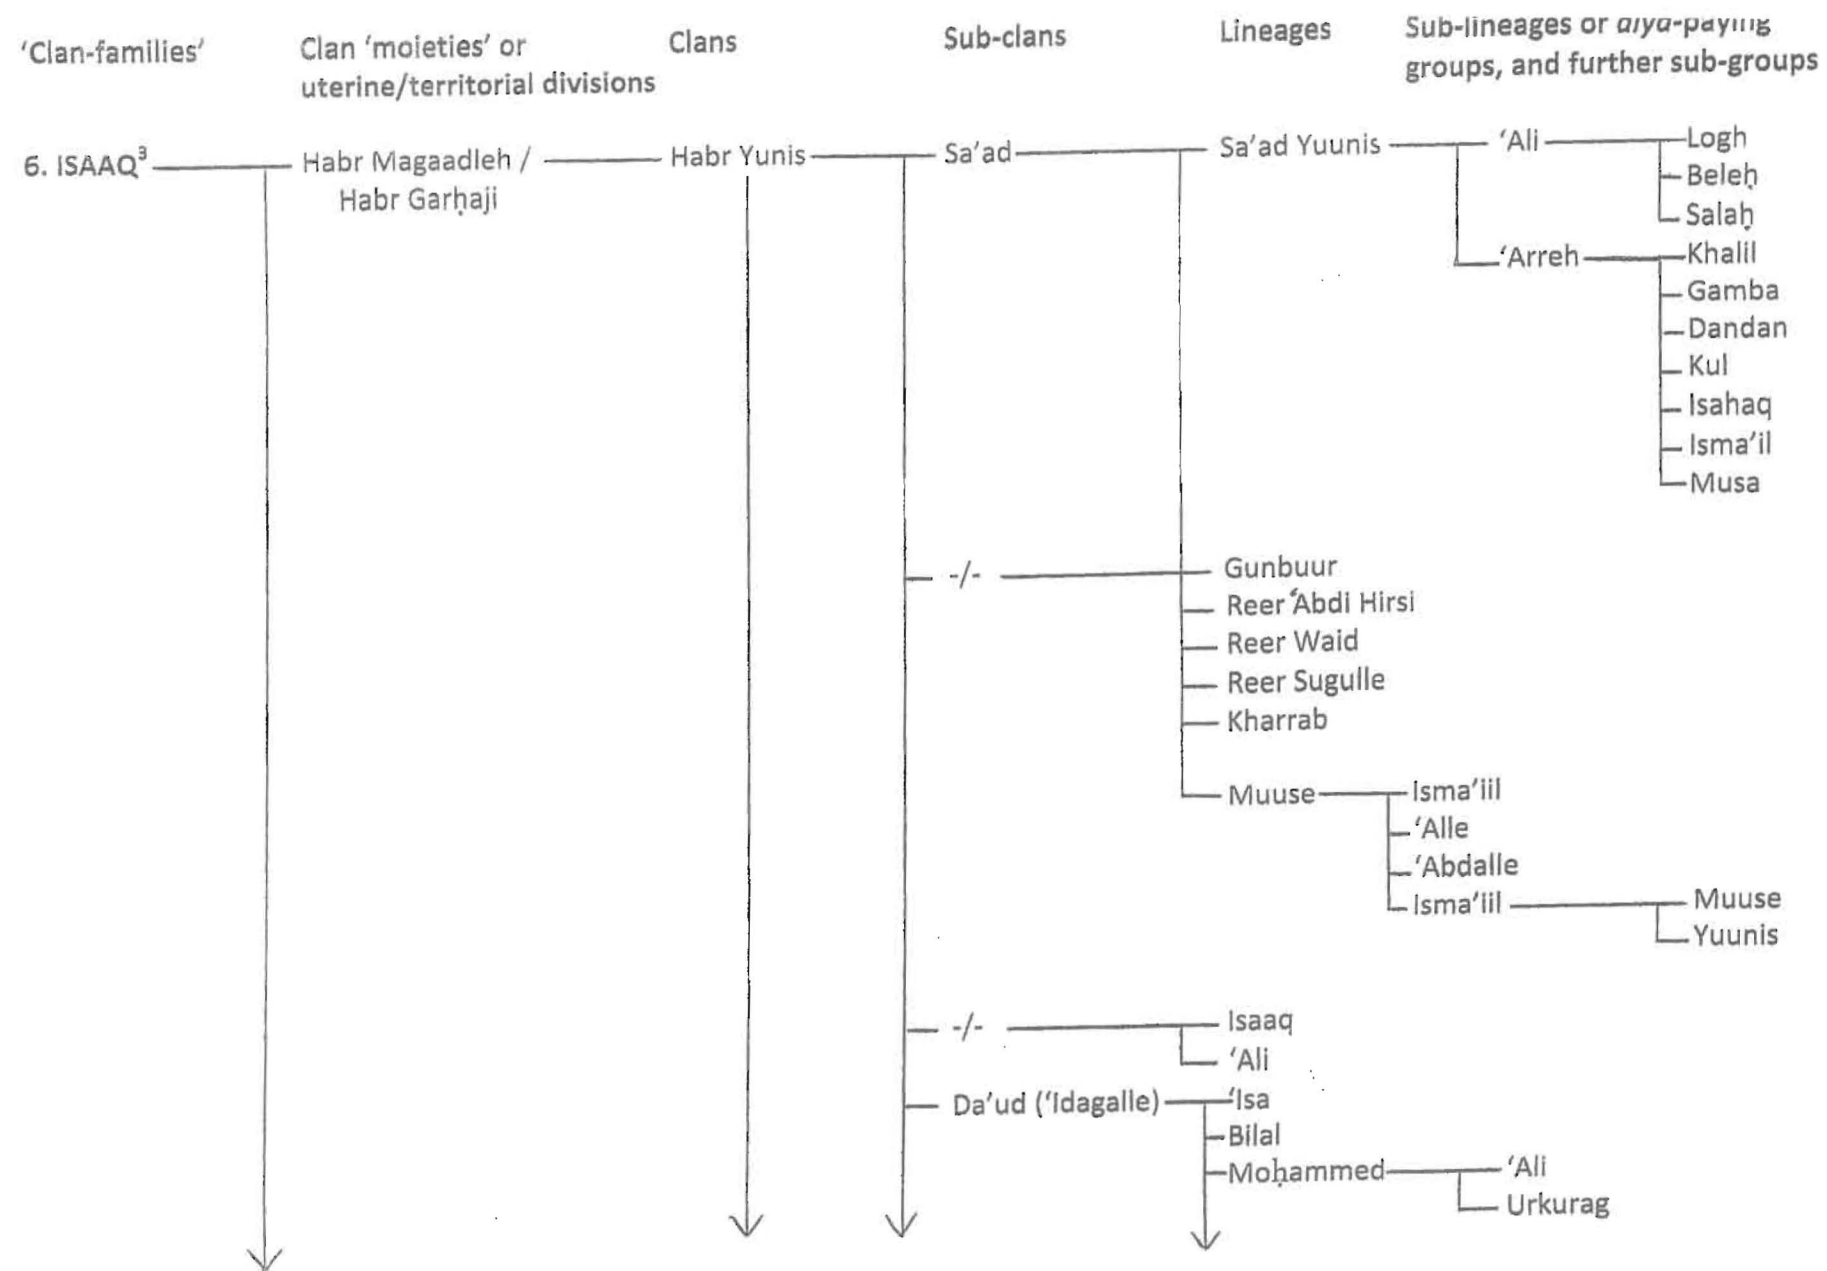 'Clan-families'
Clan 'moieties' or
uterine/territorial divisions
Clans
Sub-clans
Lineages
Sub-lineages or diya-paying
groups, and further sub-groups
6. ISAAQ³
Habr Magaadleh /
Habr Garḥaji
Habr Yunis
Sa'ad
Sa'ad Yuunis
'Ali
Logh
Beleḥ
Salaḥ
'Arreh
Khalil
Gamba
Dandan
Kul
Isahaq
Isma'il
Musa
-/-
Gunbuur
Reer 'Abdi Hirsi
Reer Waid
Reer Sugulle
Kharrab
Muuse
Isma'iil
'Alle
'Abdalle
Isma'iil
Muuse
Yuunis
-/-
Isaaq
'Ali
Da'ud ('Idagalle)
'Isa
Bilal
Moḥammed
'Ali
Urkurag